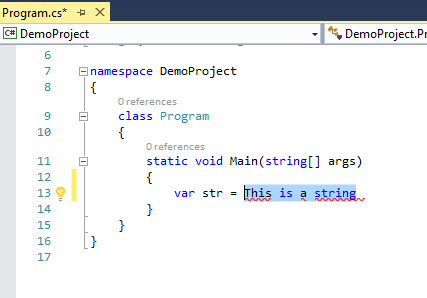 Program.cs*
C# DemoProject DemoProject.Pr
6
7 namespace DemoProject
8 {
0 references
9 class Program
10 {
0 references
11 static void Main(string[] args)
12 {
13 var str = This is a string
14 }
15 }
16 }
17